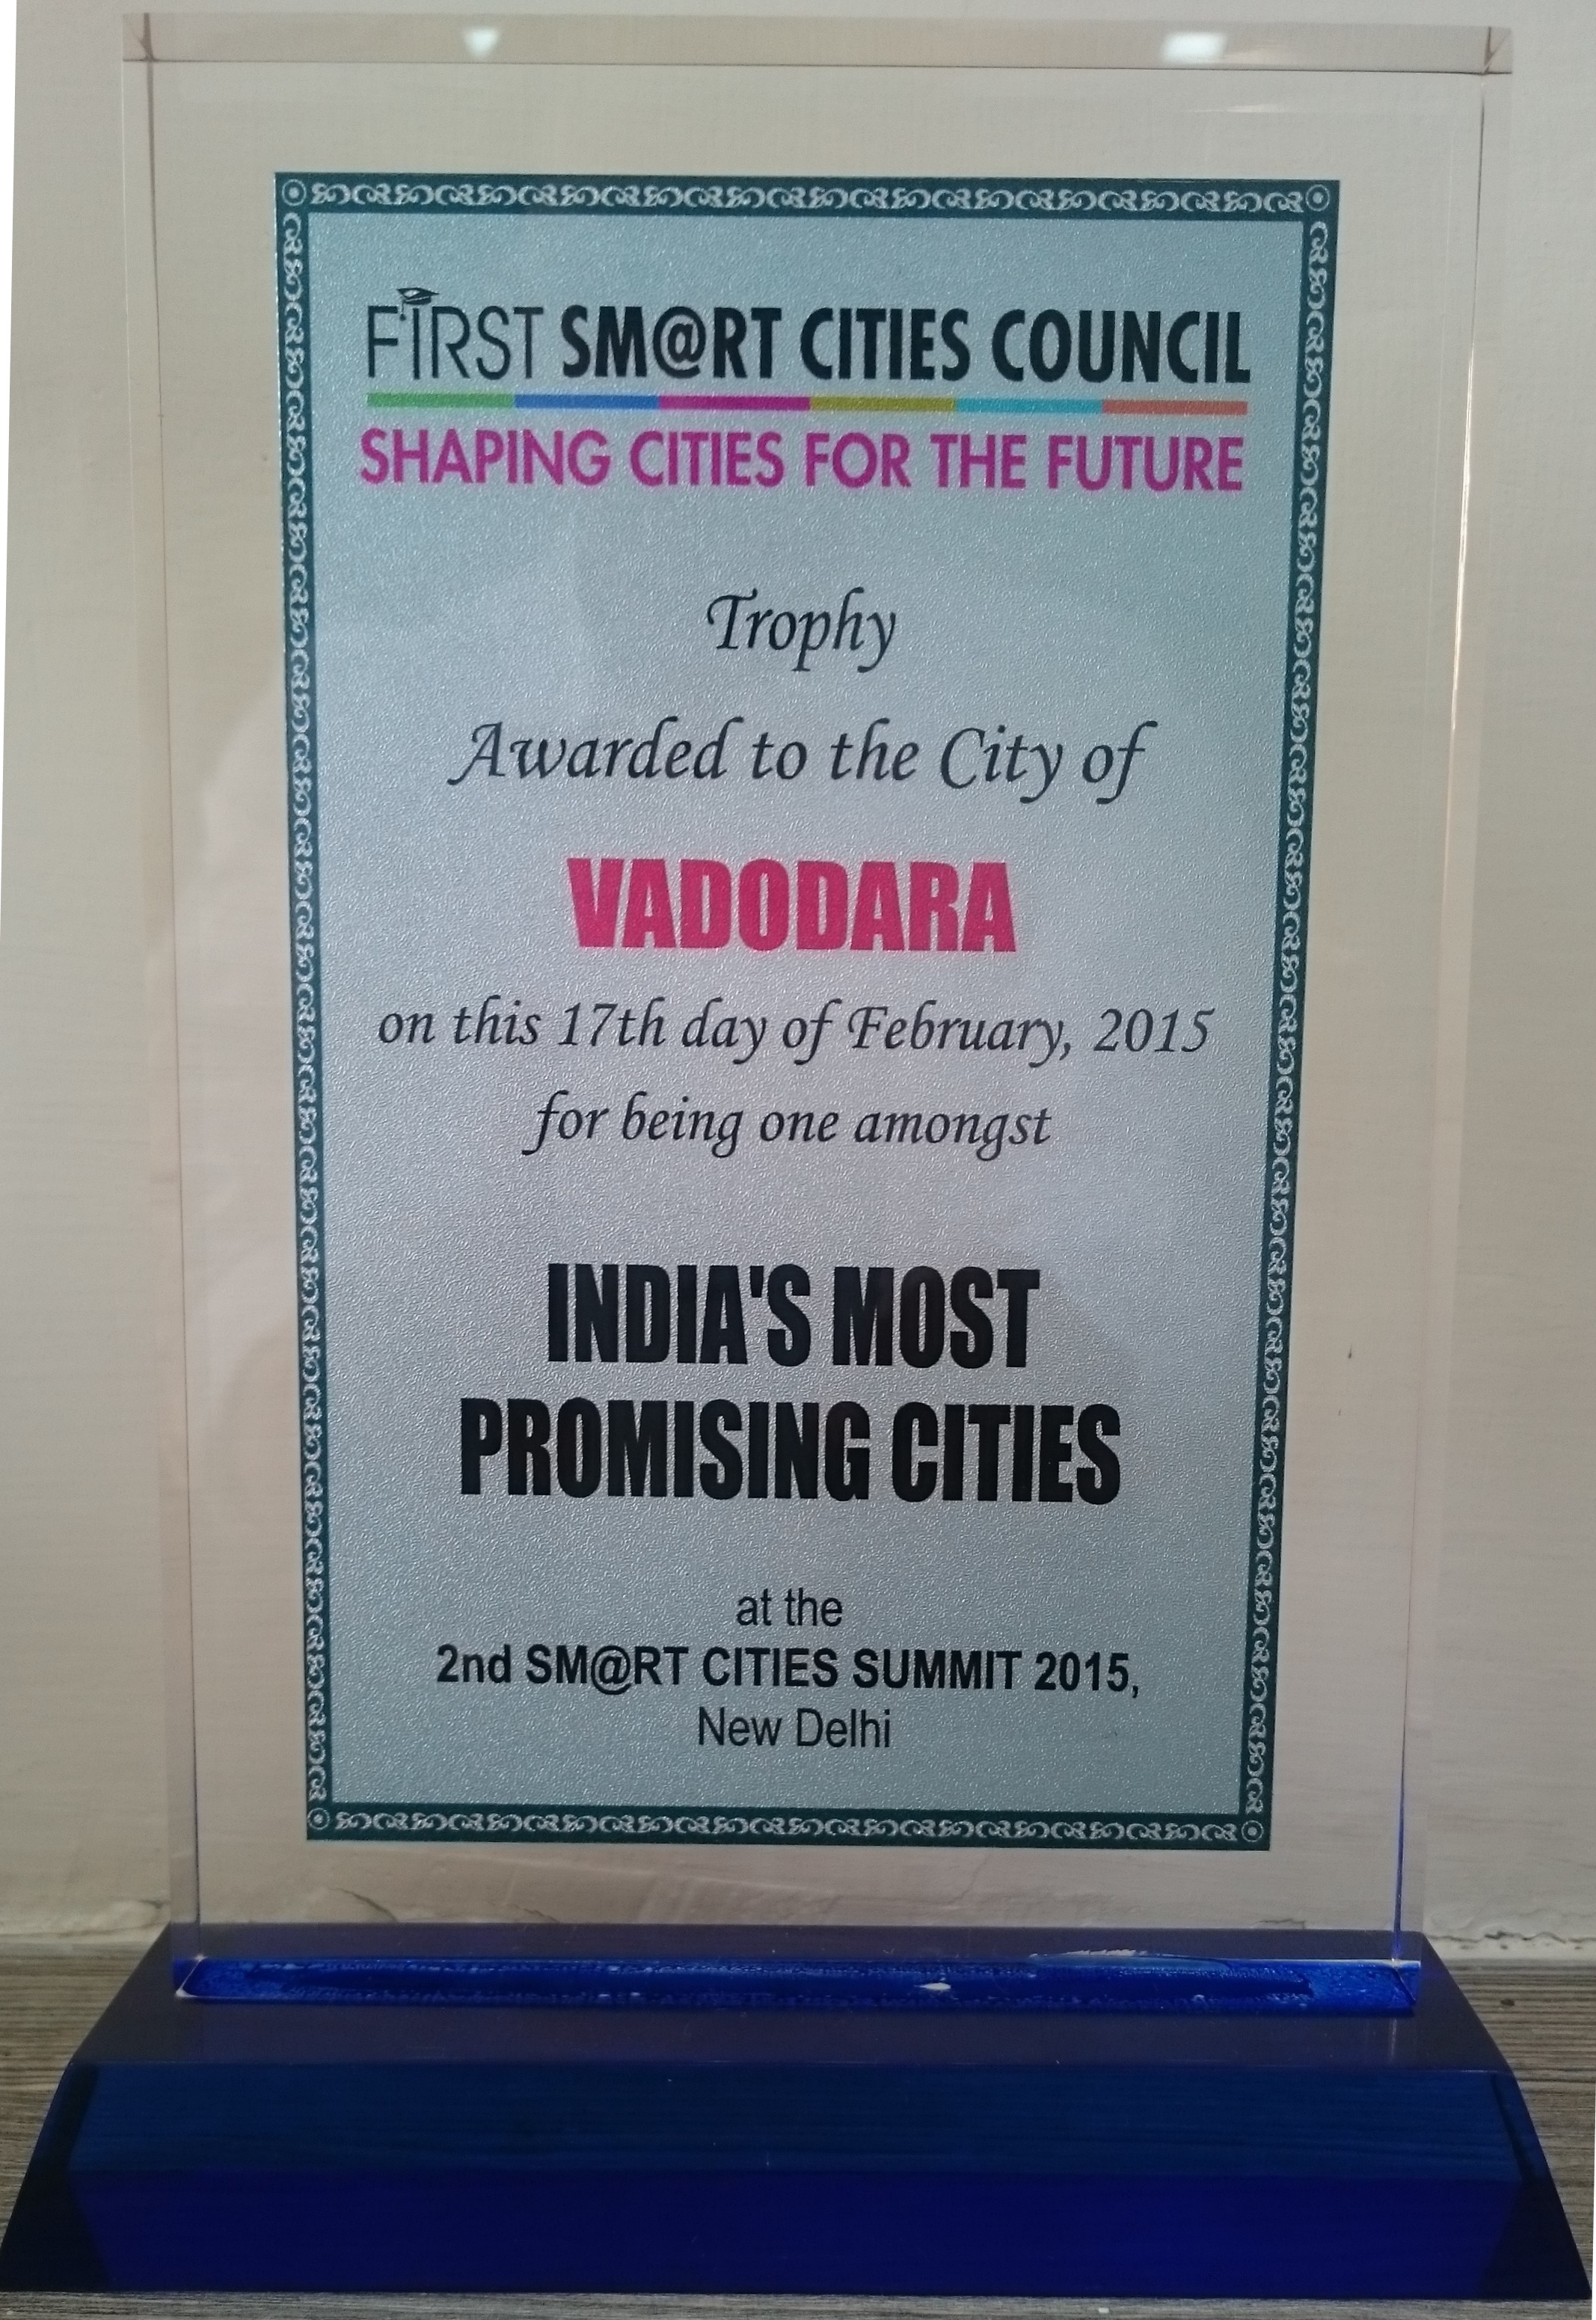 FIRST SM@RT CITIES COUNCIL
SHAPING CITIES FOR THE FUTURE
Trophy
Awarded to the City of
VADODARA
on this 17th day of February, 2015
for being one amongst
INDIA'S MOST
PROMISING CITIES
at the
2nd SM@RT CITIES SUMMIT 2015,
New Delhi